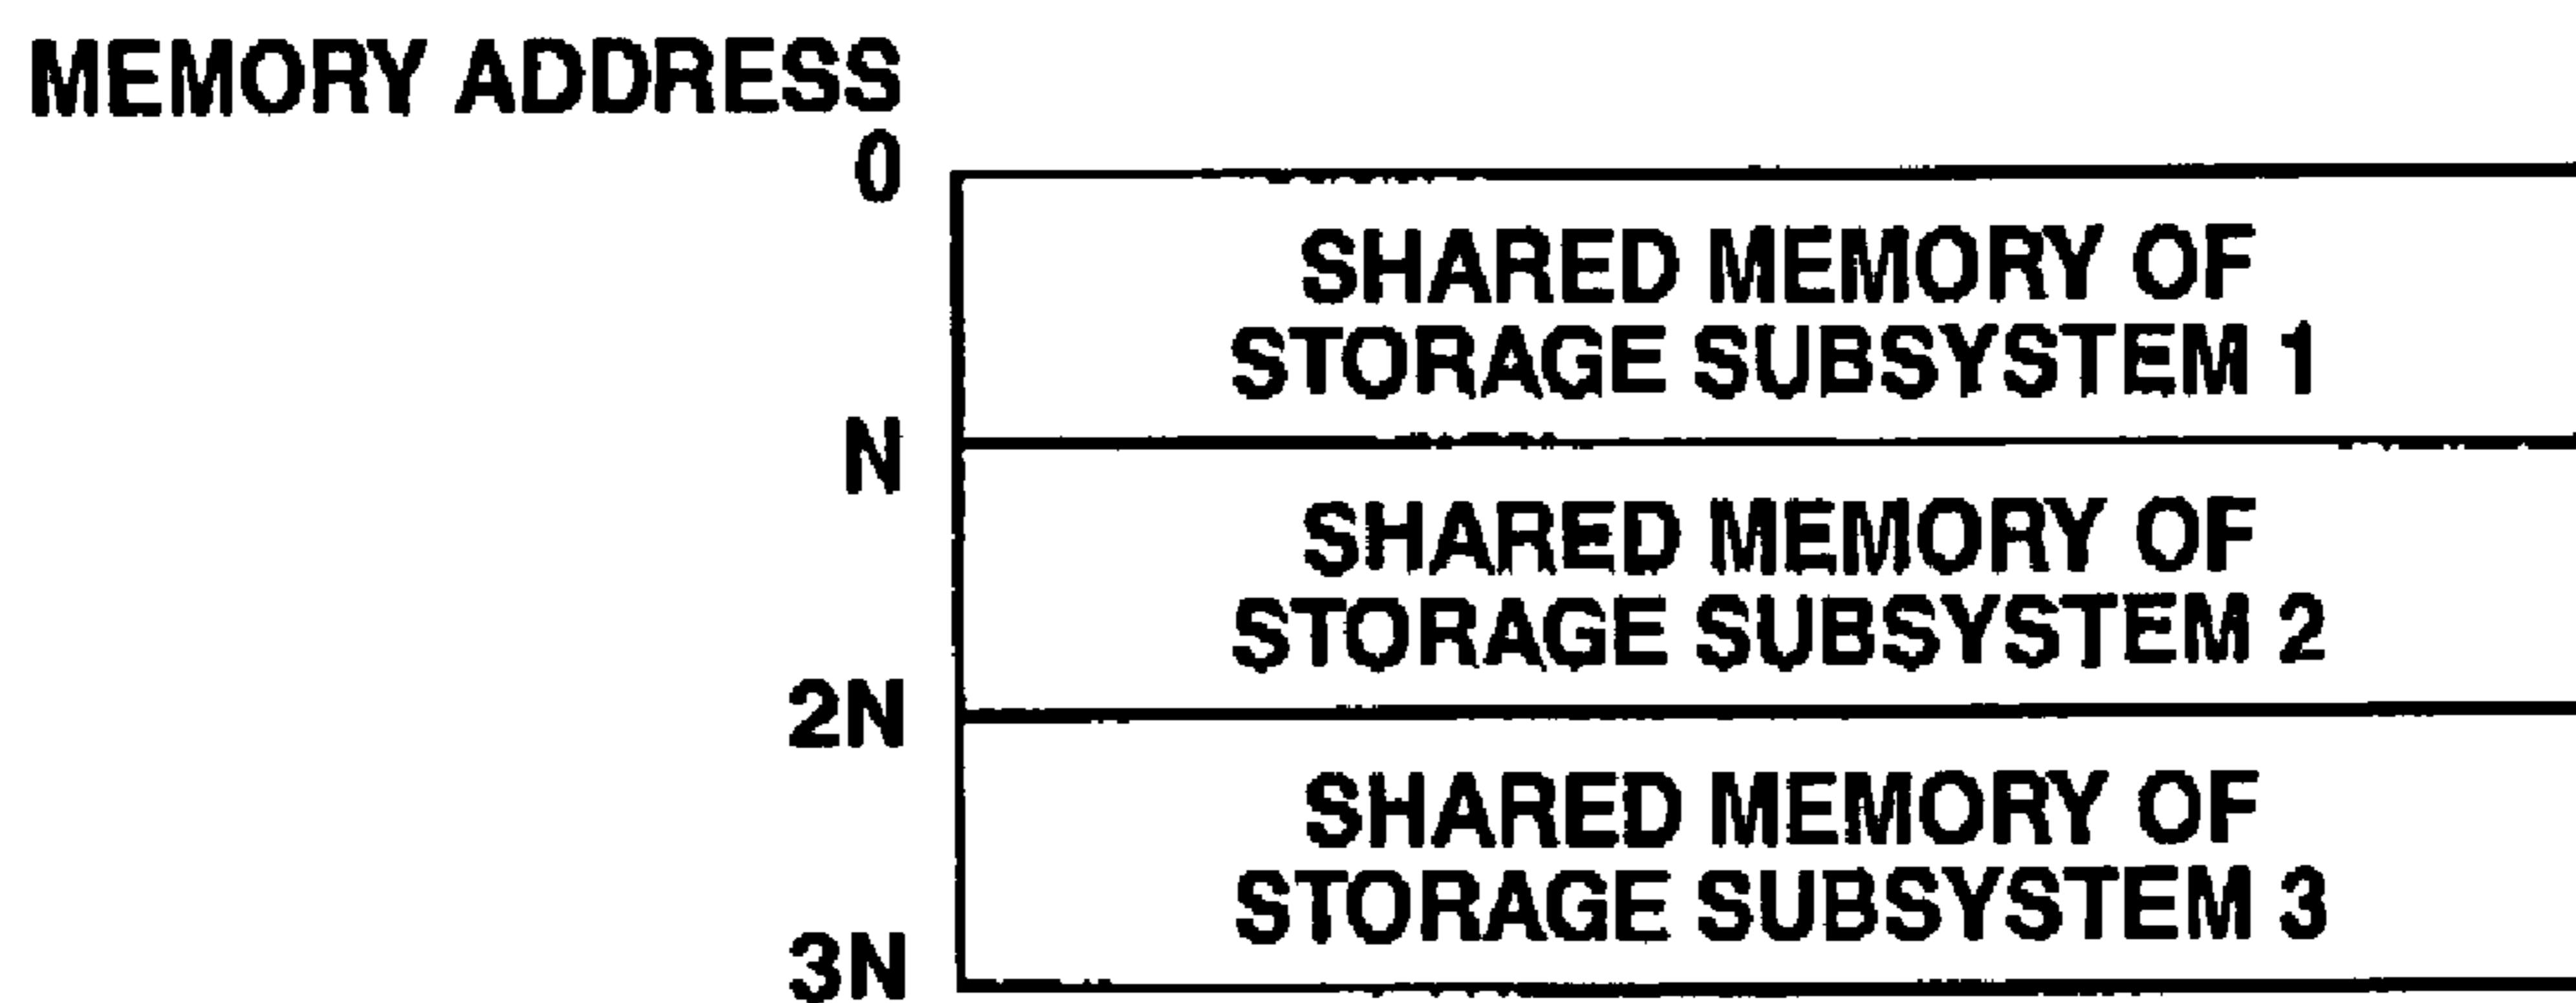 MEMORY ADDRESS
0
SHARED MEMORY OF
STORAGE SUBSYSTEM 1
N
SHARED MEMORY OF
STORAGE SUBSYSTEM 2
2N
SHARED MEMORY OF
STORAGE SUBSYSTEM 3
3N